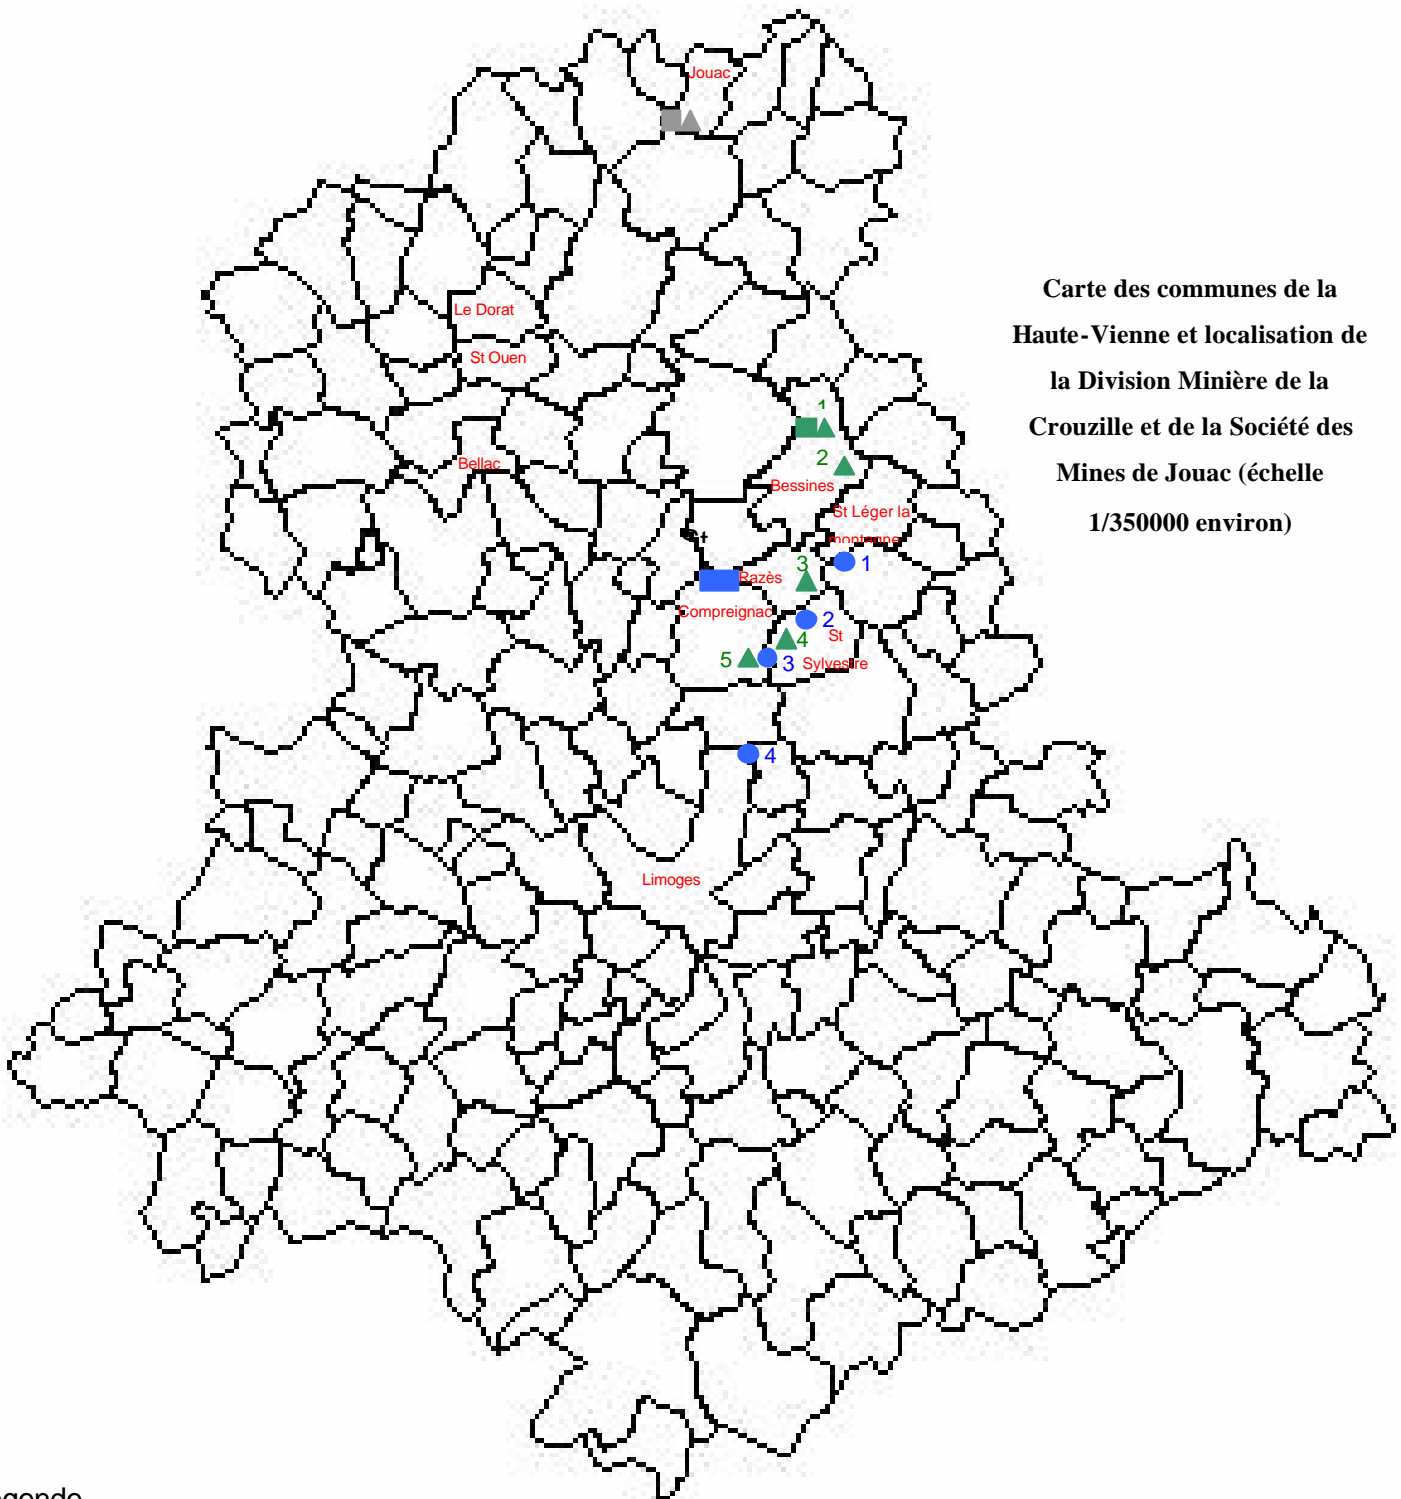 Jouac
Carte des communes de la
Haute-Vienne et localisation de
la Division Minière de la
Crouzille et de la Société des
Mines de Jouac (échelle
1/350000 environ)
Le Dorat
St Ouen
1
2
Bellac
Bessines
St Léger la
montagne
St
3
1
Razès
Compreignac
2
St
4
5
3
Sylvestre
4
Limoges